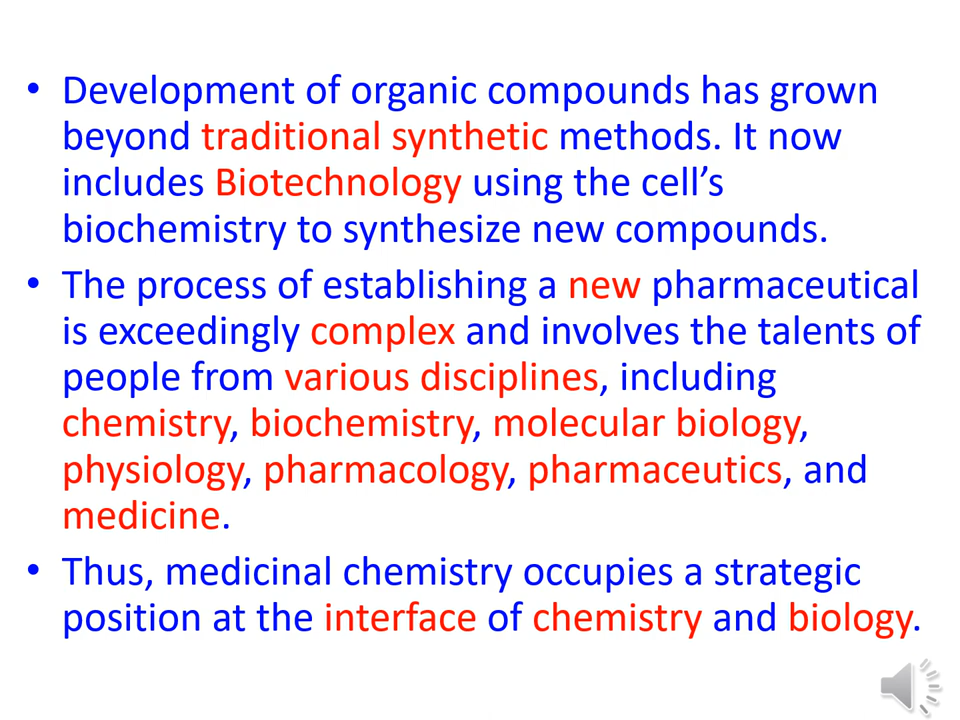 • Development of organic compounds has grown
beyond traditional synthetic methods. It now
includes Biotechnology using the cell’s
biochemistry to synthesize new compounds.
• The process of establishing a new pharmaceutical
is exceedingly complex and involves the talents of
people from various disciplines, including
chemistry, biochemistry, molecular biology,
physiology, pharmacology, pharmaceutics, and
medicine.
• Thus, medicinal chemistry occupies a strategic
position at the interface of chemistry and biology.